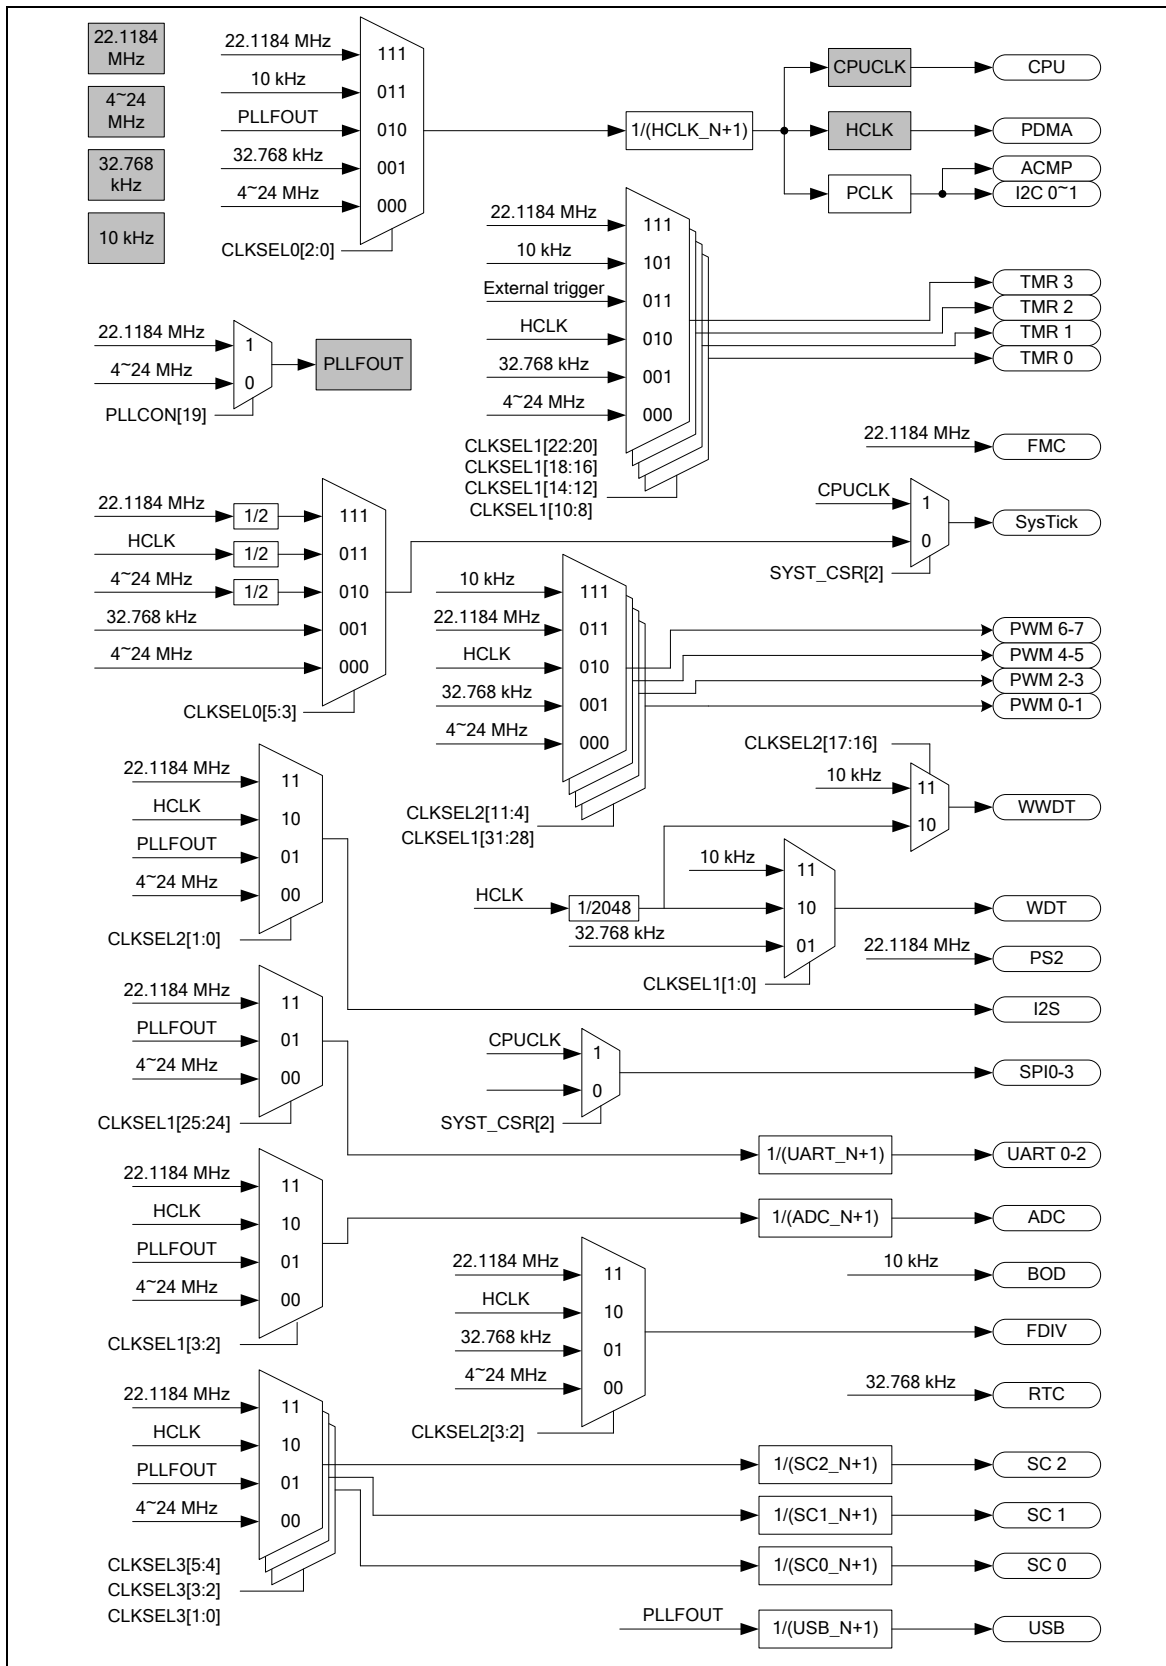 22.1184
MHz
4~24
MHz
32.768
kHz
10 kHz
22.1184 MHz
10 kHz
PLLFOUT
32.768 kHz
4~24 MHz
111
011
010
001
000
CLKSEL0[2:0]
1/(HCLK_N+1)
CPUCLK
HCLK
PCLK
CPU
PDMA
ACMP
I2C 0~1
22.1184 MHz
10 kHz
External trigger
HCLK
32.768 kHz
4~24 MHz
111
101
011
010
001
000
CLKSEL1[22:20]
CLKSEL1[18:16]
CLKSEL1[14:12]
CLKSEL1[10:8]
TMR 3
TMR 2
TMR 1
TMR 0
22.1184 MHz
4~24 MHz
1
0
PLLCON[19]
PLLFOUT
22.1184 MHz
FMC
22.1184 MHz
HCLK
4~24 MHz
32.768 kHz
4~24 MHz
1/2
1/2
1/2
111
011
010
001
000
CLKSEL0[5:3]
CPUCLK
1
0
SYST_CSR[2]
SysTick
10 kHz
22.1184 MHz
HCLK
32.768 kHz
4~24 MHz
111
011
010
001
000
CLKSEL2[11:4]
CLKSEL1[31:28]
PWM 6-7
PWM 4-5
PWM 2-3
PWM 0-1
22.1184 MHz
HCLK
PLLFOUT
4~24 MHz
11
10
01
00
CLKSEL2[1:0]
CLKSEL2[17:16]
10 kHz
11
10
WWDT
HCLK
1/2048
10 kHz
32.768 kHz
11
10
01
CLKSEL1[1:0]
WDT
22.1184 MHz
PS2
I2S
22.1184 MHz
PLLFOUT
4~24 MHz
11
01
00
CLKSEL1[25:24]
CPUCLK
1
0
SYST_CSR[2]
SPI0-3
1/(UART_N+1)
UART 0-2
22.1184 MHz
HCLK
PLLFOUT
4~24 MHz
11
10
01
00
CLKSEL1[3:2]
1/(ADC_N+1)
ADC
10 kHz
BOD
22.1184 MHz
HCLK
32.768 kHz
4~24 MHz
11
10
01
00
CLKSEL2[3:2]
FDIV
32.768 kHz
RTC
22.1184 MHz
HCLK
PLLFOUT
4~24 MHz
11
10
01
00
CLKSEL3[5:4]
CLKSEL3[3:2]
CLKSEL3[1:0]
1/(SC2_N+1)
SC 2
1/(SC1_N+1)
SC 1
1/(SC0_N+1)
SC 0
PLLFOUT
1/(USB_N+1)
USB